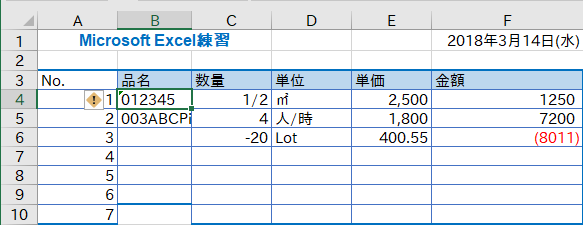 A B C D E F
1 Microsoft Excel練習 2018年3月14日(水)
2
3 No. 品名 数量 単位 単価 金額
4 1 012345 1/2 ㎡ 2,500 1250
5 2 003ABCPi 4 人/時 1,800 7200
6 3 -20 Lot 400.55 (8011)
7 4
8 5
9 6
10 7